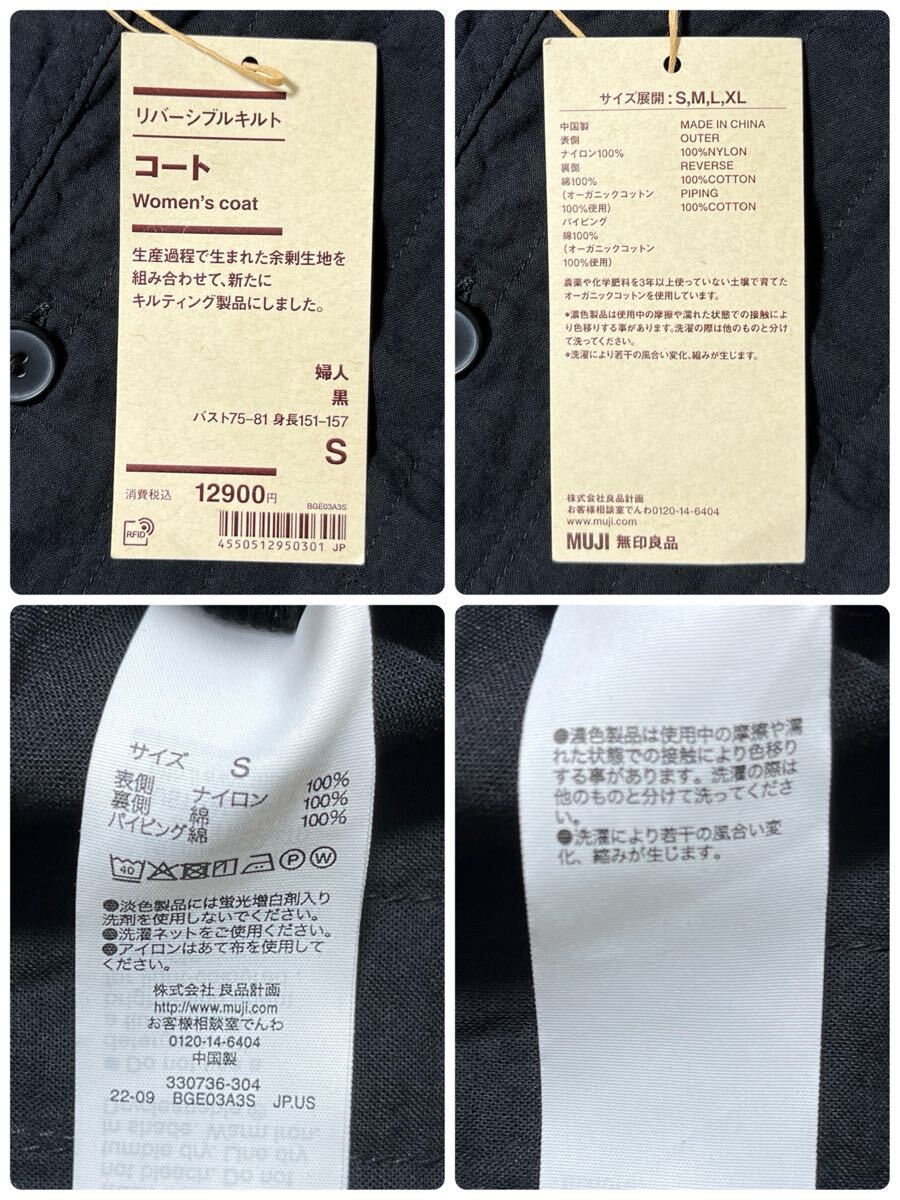 リバーシブルキルト
コート
Women's coat
生産過程で生まれた余剰生地を
組み合わせて、新たに
キルティング製品にしました。
婦人
黒
バスト75-81 身長151-157
S
消費税込 12900円
BGE03A3S
RFID
4550512950301 JP
サイズ展開:S,M,L,XL
中国製 MADE IN CHINA
表側 OUTER
ナイロン100% 100%NYLON
裏側 REVERSE
綿100% 100%COTTON
(オーガニックコットン PIPING
100%使用) 100%COTTON
パイピング
綿100%
(オーガニックコットン
100%使用)
農薬や化学肥料を3年以上使っていない土壌で育てた
オーガニックコットンを使用しています。
●濃色製品は使用中の摩擦や濡れた状態での接触によ
り色移りする事があります。洗濯の際は他のものと分け
て洗ってください。
●洗濯により若干の風合い変化、縮みが生じます。
株式会社良品計画
お客様相談室でんわ0120-14-6404
www.muji.com
MUJI 無印良品
サイズ S
表側 ナイロン 100%
裏側 綿 100%
パイピング綿 100%
40 P W
●淡色製品には蛍光増白剤入り
洗剤を使用しないでください。
●洗濯ネットをご使用ください。
●アイロンはあて布を使用して
ください。
株式会社 良品計画
http://www.muji.com
お客様相談室でんわ
0120-14-6404
中国製
330736-304
22-09 BGE03A3S JP.US
in shade. Warm iron.
tumble dry. Line dry
not bleach. Do not
●濃色製品は使用中の摩擦や濡
れた状態での接触により色移り
する事があります。洗濯の際は
他のものと分けて洗ってくださ
い。
●洗濯により若干の風合い変
化、縮みが生じます。